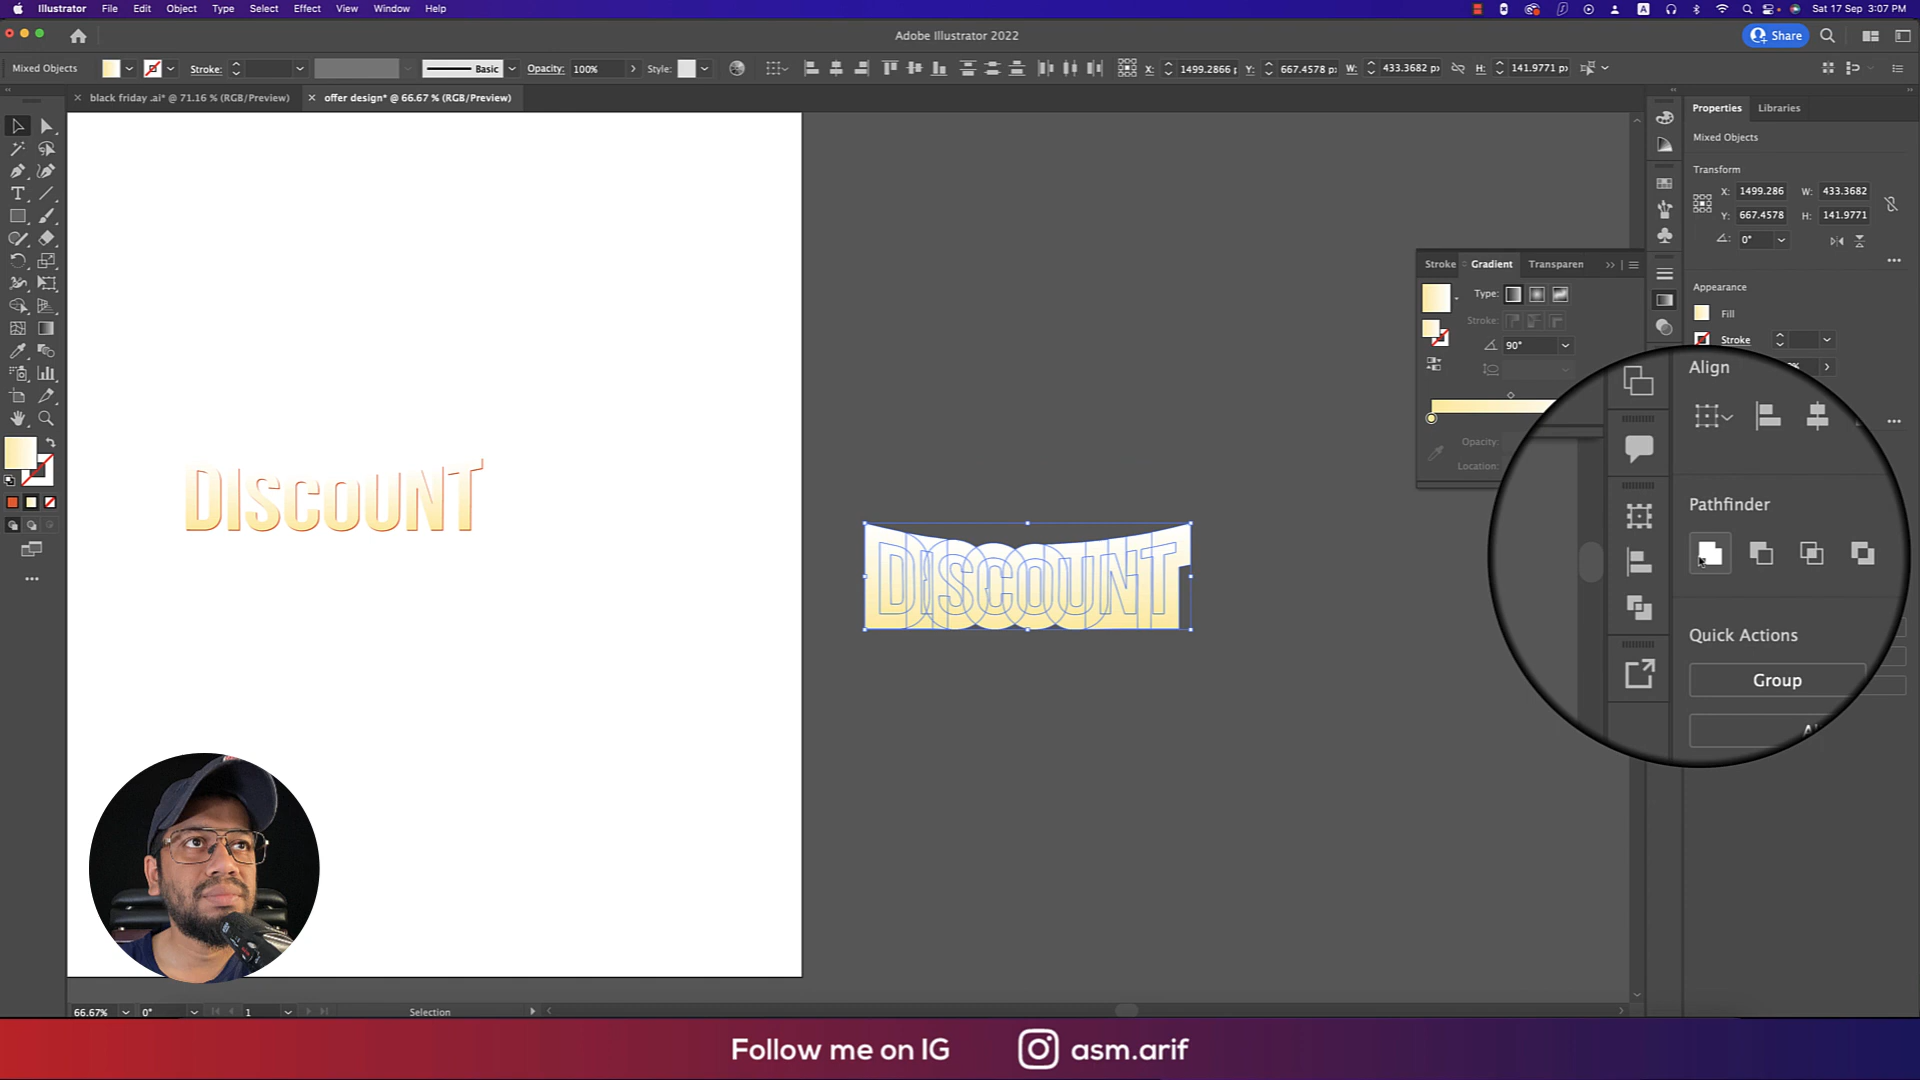 Illustrator File Edit Object Type Select Effect View Window Help
A
Sat 17 Sep 3:07 PM
Adobe Illustrator 2022
Share
Mixed Objects
Stroke:
Basic
Opacity: 100%
Style:
X: 1499.2866 p
Y: 667.4578 p
W: 433.3682 p
H: 141.9771 p
black friday .ai* @ 71.16 % (RGB/Preview)
offer design* @ 66.67 % (RGB/Preview)
Properties
Libraries
Mixed Objects
Transform
X: 1499.286
W: 433.3682
Y: 667.4578
H: 141.9771
0°
Appearance
Fill
Stroke
Stroke
Gradient
Transparen
Type:
Stroke:
90°
Opacity:
Location:
Align
Pathfinder
Quick Actions
Group
DISCOUNT
DISCOUNT
66.67%
0°
1
Selection
Follow me on IG
asm.arif